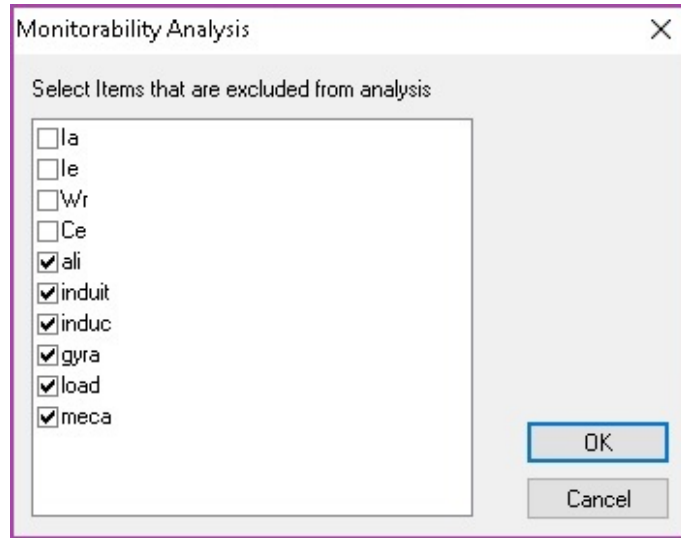 Monitorability Analysis
Select Items that are excluded from analysis
Ia
Ie
Wr
Ce
ali
induit
induc
gyra
load
meca
OK
Cancel